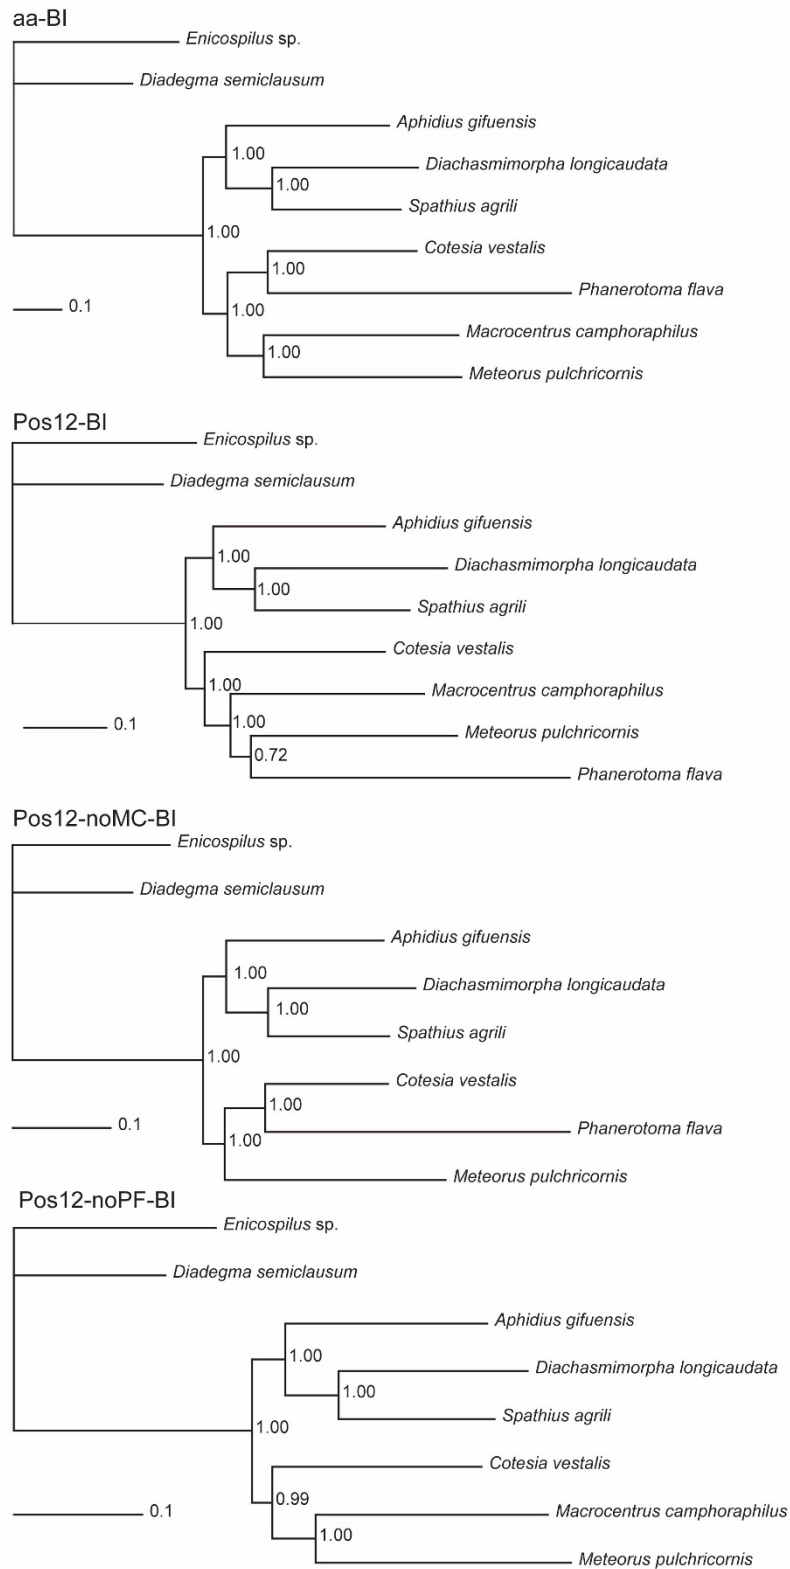 aa-BI
Enicospilus sp.
Diadegma semiclausum
Aphidius gifuensis
1.00
Diachasmimorpha longicaudata
1.00
Spathius agrili
1.00
Cotesia vestalis
1.00
Phanerotoma flava
0.1
1.00
Macrocentrus camphoraphilus
1.00
Meteorus pulchricornis
Pos12-BI
Enicospilus sp.
Diadegma semiclausum
Aphidius gifuensis
1.00
Diachasmimorpha longicaudata
1.00
Spathius agrili
1.00
Cotesia vestalis
1.00
Macrocentrus camphoraphilus
0.1
1.00
Meteorus pulchricornis
0.72
Phanerotoma flava
Pos12-noMC-BI
Enicospilus sp.
Diadegma semiclausum
Aphidius gifuensis
1.00
Diachasmimorpha longicaudata
1.00
Spathius agrili
1.00
Cotesia vestalis
1.00
0.1
Phanerotoma flava
1.00
Meteorus pulchricornis
Pos12-noPF-BI
Enicospilus sp.
Diadegma semiclausum
Aphidius gifuensis
1.00
Diachasmimorpha longicaudata
1.00
Spathius agrili
1.00
Cotesia vestalis
0.99
0.1
Macrocentrus camphoraphilus
1.00
Meteorus pulchricornis